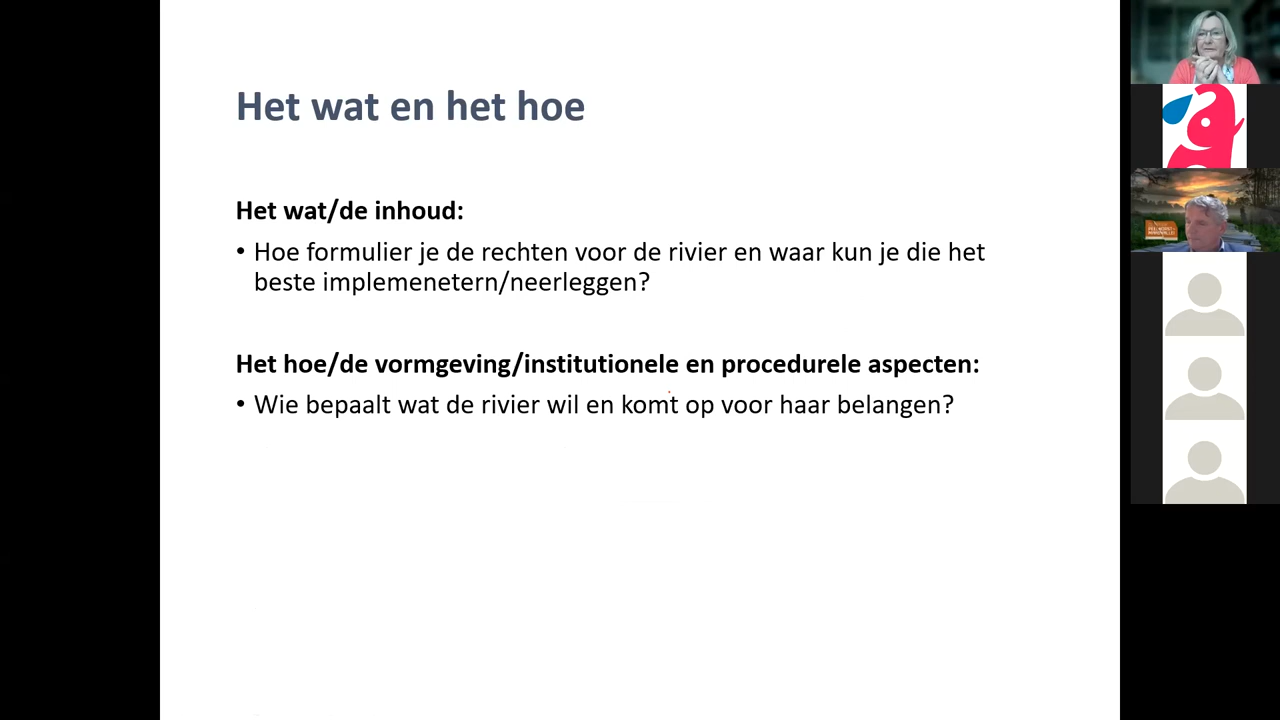 Het wat en het hoe
Het wat/de inhoud:
• Hoe formulier je de rechten voor de rivier en waar kun je die het
beste implemenetern/neerleggen?
Het hoe/de vormgeving/institutionele en procedurele aspecten:
• Wie bepaalt wat de rivier wil en komt op voor haar belangen?